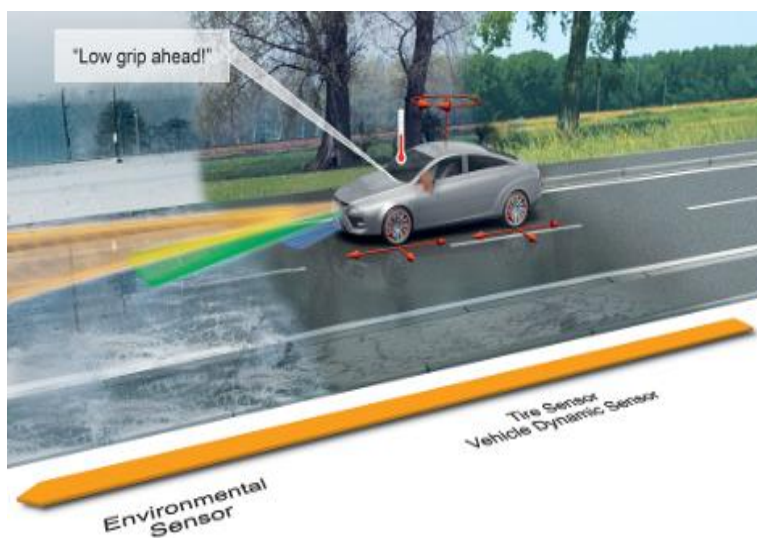 “Low grip ahead!”
Tire Sensor
Vehicle Dynamic Sensor
Environmental
Sensor